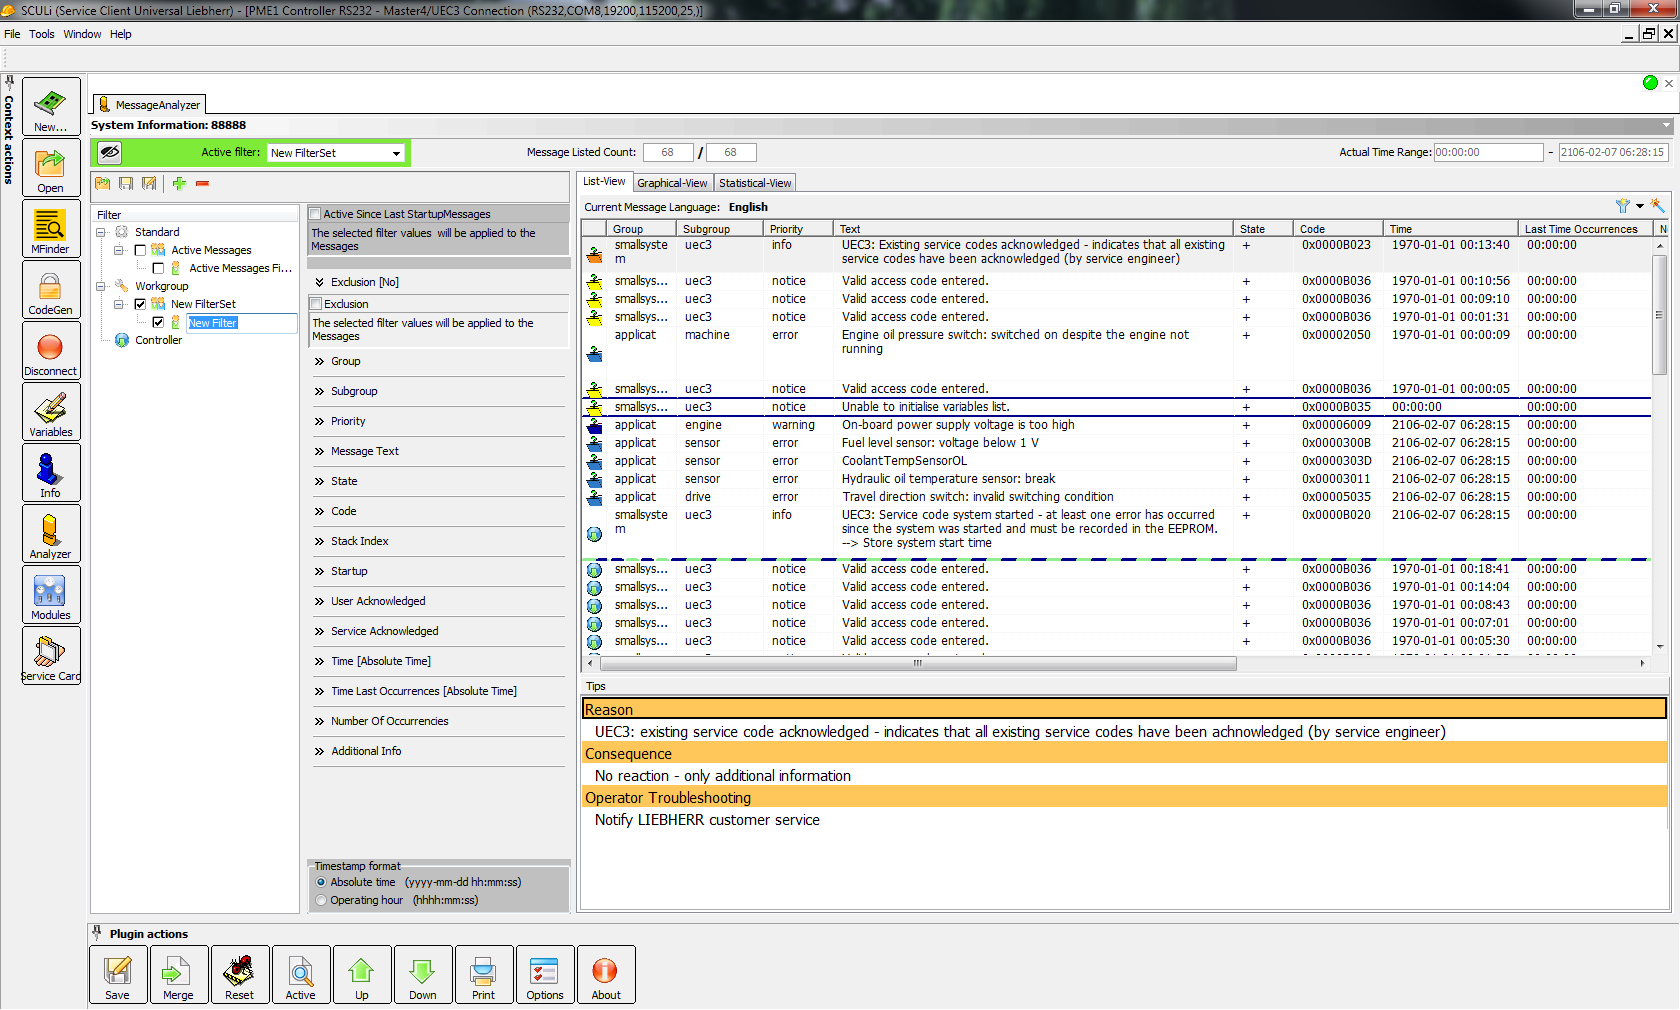 SCULi (Service Client Universal Liebherr) - [PME1 Controller RS232 - Master4/UEC3 Connection (RS232,COM8,19200,115200,25,)]
File Tools Window Help
Context actions
New...
Open
MFinder
CodeGen
Disconnect
Variables
Info
Analyzer
Modules
Service Card
MessageAnalyzer
System Information: 88888
Active filter: New FilterSet
Message Listed Count: 68 / 68
Actual Time Range: 00:00:00 - 2106-02-07 06:28:15
Filter
Standard
Active Messages
Active Messages Fi...
Workgroup
New FilterSet
New Filter
Controller
Active Since Last StartupMessages
The selected filter values will be applied to the
Messages
Exclusion [No]
Exclusion
The selected filter values will be applied to the
Messages
Group
Subgroup
Priority
Message Text
State
Code
Stack Index
Startup
User Acknowledged
Service Acknowledged
Time [Absolute Time]
Time Last Occurrences [Absolute Time]
Number Of Occurrencies
Additional Info
Timestamp format
Absolute time (yyyy-mm-dd hh:mm:ss)
Operating hour (hhhh:mm:ss)
List-View Graphical-View Statistical-View
Current Message Language: English
Group Subgroup Priority Text State Code Time Last Time Occurrences
smallsyste uec3 info UEC3: Existing service codes acknowledged - indicates that all existing + 0x0000B023 1970-01-01 00:13:40 00:00:00
m service codes have been acknowledged (by service engineer)
smallsys... uec3 notice Valid access code entered. + 0x0000B036 1970-01-01 00:10:56 00:00:00
smallsys... uec3 notice Valid access code entered. + 0x0000B036 1970-01-01 00:09:10 00:00:00
smallsys... uec3 notice Valid access code entered. + 0x0000B036 1970-01-01 00:01:31 00:00:00
applicat machine error Engine oil pressure switch: switched on despite the engine not + 0x00002050 1970-01-01 00:00:09 00:00:00
running
smallsys... uec3 notice Valid access code entered. + 0x0000B036 1970-01-01 00:00:05 00:00:00
smallsys... uec3 notice Unable to initialise variables list. + 0x0000B035 00:00:00 00:00:00
applicat engine warning On-board power supply voltage is too high + 0x00006009 2106-02-07 06:28:15 00:00:00
applicat sensor error Fuel level sensor: voltage below 1 V + 0x0000300B 2106-02-07 06:28:15 00:00:00
applicat sensor error CoolantTempSensorOL + 0x0000303D 2106-02-07 06:28:15 00:00:00
applicat sensor error Hydraulic oil temperature sensor: break + 0x00003011 2106-02-07 06:28:15 00:00:00
applicat drive error Travel direction switch: invalid switching condition + 0x00005035 2106-02-07 06:28:15 00:00:00
smallsyste uec3 info UEC3: Service code system started - at least one error has occurred + 0x0000B020 2106-02-07 06:28:15 00:00:00
m since the system was started and must be recorded in the EEPROM.
--> Store system start time
smallsys... uec3 notice Valid access code entered. + 0x0000B036 1970-01-01 00:18:41 00:00:00
smallsys... uec3 notice Valid access code entered. + 0x0000B036 1970-01-01 00:14:04 00:00:00
smallsys... uec3 notice Valid access code entered. + 0x0000B036 1970-01-01 00:08:43 00:00:00
smallsys... uec3 notice Valid access code entered. + 0x0000B036 1970-01-01 00:07:01 00:00:00
smallsys... uec3 notice Valid access code entered. + 0x0000B036 1970-01-01 00:05:30 00:00:00
Tips
Reason
UEC3: existing service code acknowledged - indicates that all existing service codes have been achnowledged (by service engineer)
Consequence
No reaction - only additional information
Operator Troubleshooting
Notify LIEBHERR customer service
Plugin actions
Save Merge Reset Active Up Down Print Options About